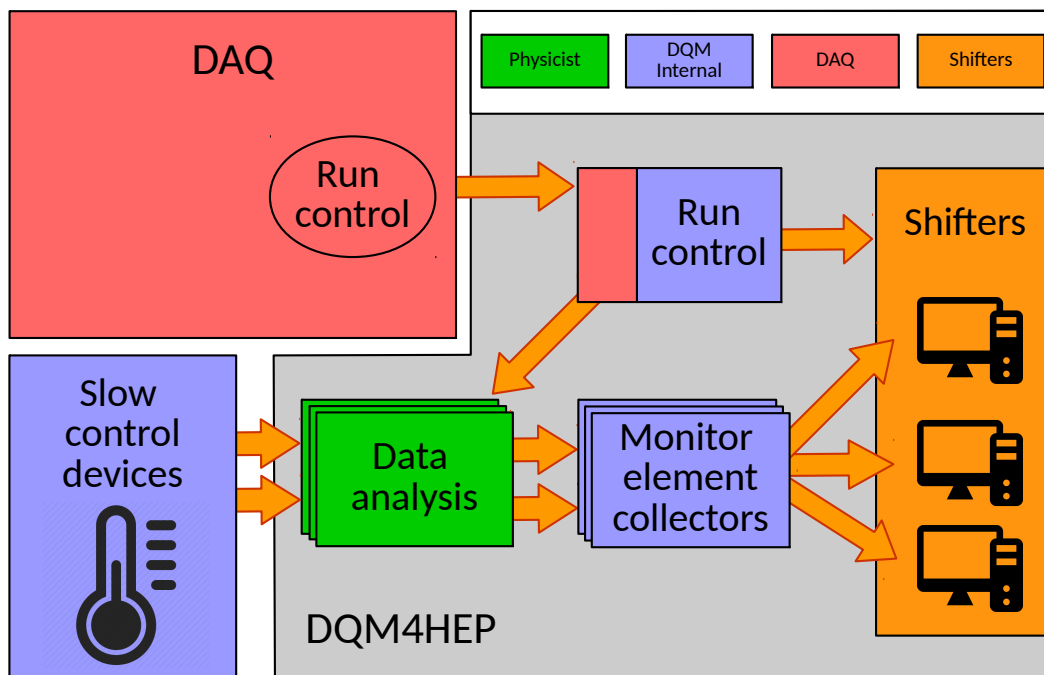 DAQ
Run
control
Physicist
DQM
Internal
DAQ
Shifters
Run
control
Shifters
Slow
control
devices
Data
analysis
Monitor
element
collectors
DQM4HEP